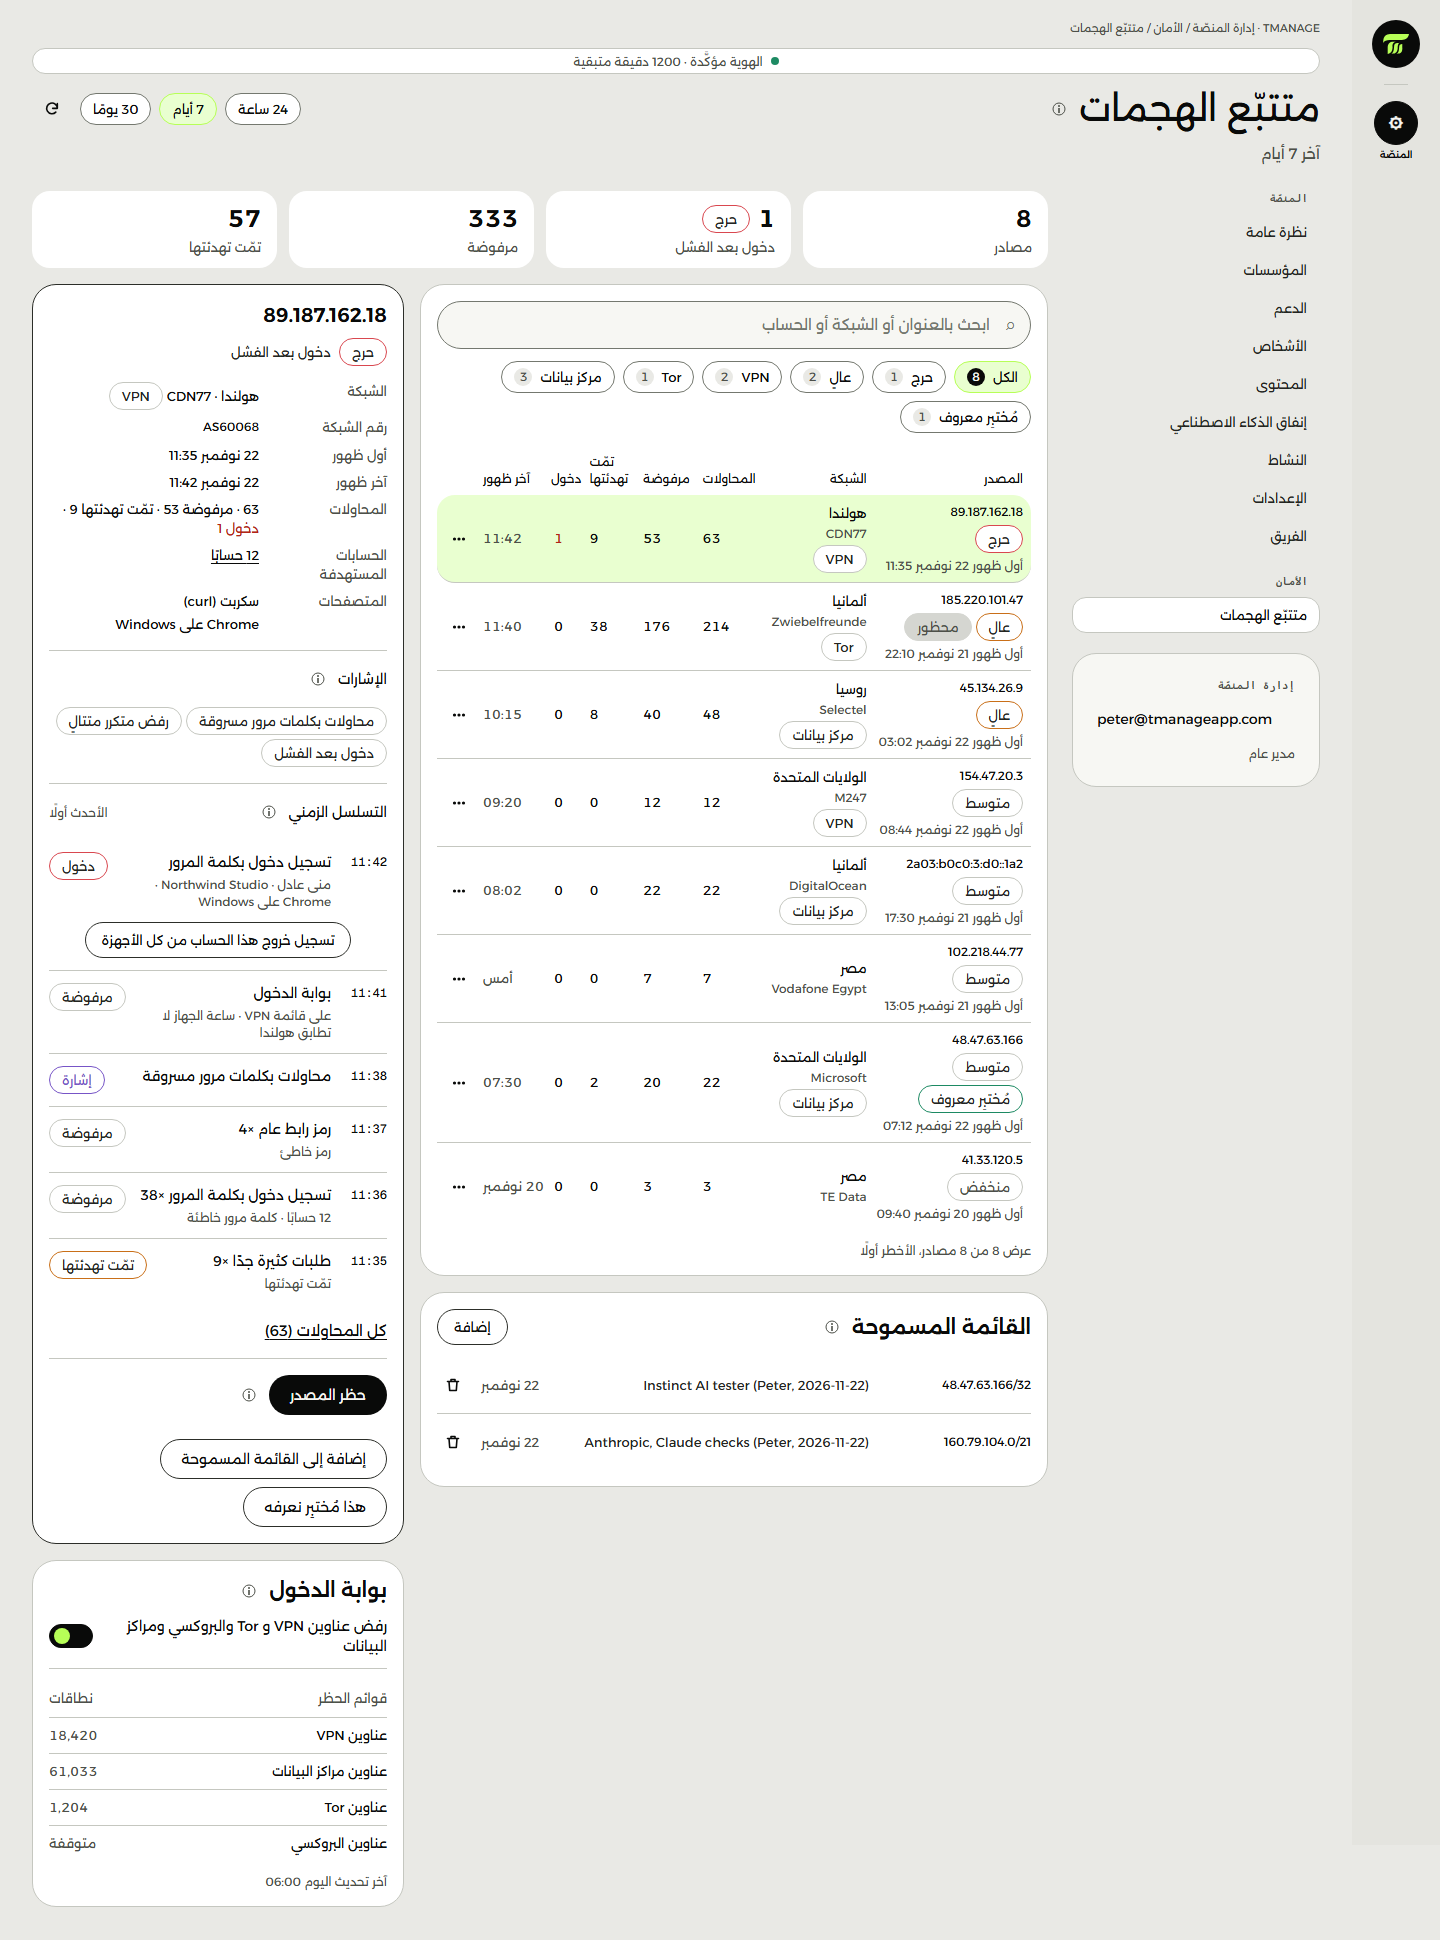 TMANAGE · إدارة المنصّة / الأمان / متتبّع الهجمات
الهوية مؤكَّدة · 1200 دقيقة متبقية
متتبّع الهجمات
24 ساعة
7 أيام
30 يومًا
آخر 7 أيام
المنصّة
المنصّة
نظرة عامة
المؤسسات
الدعم
الأشخاص
المحتوى
إنفاق الذكاء الاصطناعي
النشاط
الإعدادات
الفريق
الأمان
متتبّع الهجمات
إدارة المنصّة
peter@tmanageapp.com
مدير عام
8
مصادر
1 حرج
دخول بعد الفشل
333
مرفوضة
57
تمّت تهدئتها
ابحث بالعنوان أو الشبكة أو الحساب
الكل 8
حرج 1
عالٍ 2
VPN 2
Tor 1
مركز بيانات 3
مُختبِر معروف 1
المصدر الشبكة المحاولات مرفوضة تمّت تهدئتها دخول آخر ظهور
89.187.162.18
حرج
أول ظهور 22 نوفمبر 11:35
هولندا
CDN77
VPN
63 53 9 1 11:42
185.220.101.47
عالٍ محظور
أول ظهور 21 نوفمبر 22:10
ألمانيا
Zwiebelfreunde
Tor
214 176 38 0 11:40
45.134.26.9
عالٍ
أول ظهور 22 نوفمبر 03:02
روسيا
Selectel
مركز بيانات
48 40 8 0 10:15
154.47.20.3
متوسط
أول ظهور 22 نوفمبر 08:44
الولايات المتحدة
M247
VPN
12 12 0 0 09:20
2a03:b0c0:3:d0::1a2
متوسط
أول ظهور 21 نوفمبر 17:30
ألمانيا
DigitalOcean
مركز بيانات
22 22 0 0 08:02
102.218.44.77
متوسط
أول ظهور 21 نوفمبر 13:05
مصر
Vodafone Egypt
7 7 0 0 أمس
48.47.63.166
متوسط
مُختبِر معروف
أول ظهور 22 نوفمبر 07:12
الولايات المتحدة
Microsoft
مركز بيانات
22 20 2 0 07:30
41.33.120.5
منخفض
أول ظهور 20 نوفمبر 09:40
مصر
TE Data
3 3 0 0 20 نوفمبر
عرض 8 من 8 مصادر، الأخطر أولًا
القائمة المسموحة
إضافة
48.47.63.166/32 Instinct AI tester (Peter, 2026-11-22) 22 نوفمبر
160.79.104.0/21 Anthropic, Claude checks (Peter, 2026-11-22) 22 نوفمبر
89.187.162.18
حرج دخول بعد الفشل
الشبكة هولندا · CDN77 VPN
رقم الشبكة AS60068
أول ظهور 22 نوفمبر 11:35
آخر ظهور 22 نوفمبر 11:42
المحاولات 63 · مرفوضة 53 · تمّت تهدئتها 9 ·
دخول 1
الحسابات المستهدفة 12 حسابًا
المتصفحات سكربت (curl)
Chrome على Windows
الإشارات
محاولات بكلمات مرور مسروقة
رفض متكرر متتالٍ
دخول بعد الفشل
التسلسل الزمني
الأحدث أولًا
11:42 تسجيل دخول بكلمة المرور دخول
منى عادل · Northwind Studio ·
Chrome على Windows
تسجيل خروج هذا الحساب من كل الأجهزة
11:41 بوابة الدخول مرفوضة
على قائمة VPN · ساعة الجهاز لا
تطابق هولندا
11:38 محاولات بكلمات مرور مسروقة إشارة
11:37 رمز رابط عام ×4 مرفوضة
رمز خاطئ
11:36 تسجيل دخول بكلمة المرور ×38 مرفوضة
12 حسابًا · كلمة مرور خاطئة
11:35 طلبات كثيرة جدًا ×9 تمّت تهدئتها
تمّت تهدئتها
كل المحاولات (63)
حظر المصدر
إضافة إلى القائمة المسموحة
هذا مُختبِر نعرفه
بوابة الدخول
رفض عناوين VPN و Tor والبروكسي ومراكز
البيانات
قوائم الحظر نطاقات
عناوين VPN 18,420
عناوين مراكز البيانات 61,033
عناوين Tor 1,204
عناوين البروكسي متوقفة
آخر تحديث اليوم 06:00